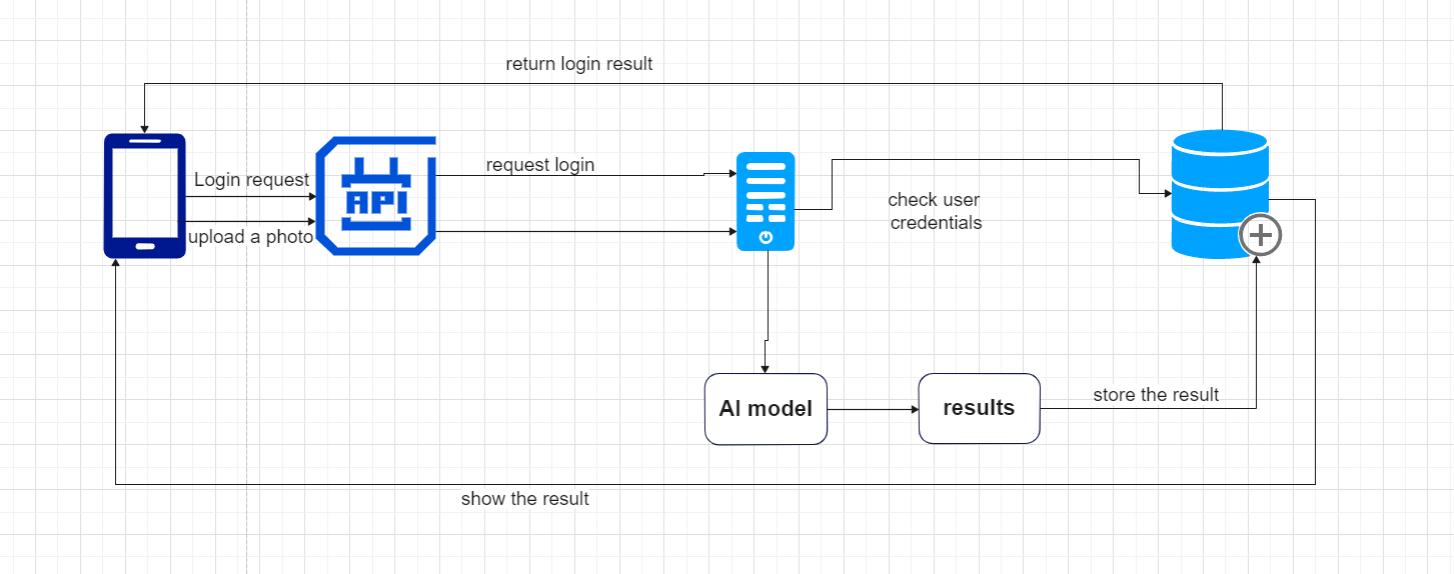 return login result
Login request
upload a photo
API
request login
check user
credentials
AI model
results
store the result
show the result